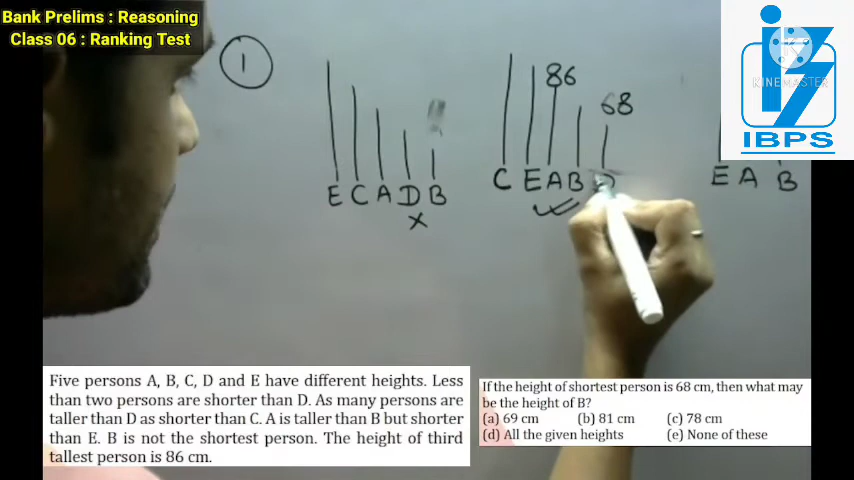 Bank Prelims : Reasoning
Class 06 : Ranking Test
1
E C A D B
86
68
C E A B D
E A B
KINEMASTER
IBPS
Five persons A, B, C, D and E have different heights. Less
than two persons are shorter than D. As many persons are
taller than D as shorter than C. A is taller than B but shorter
than E. B is not the shortest person. The height of third
tallest person is 86 cm.
If the height of shortest person is 68 cm, then what may
be the height of B?
(a) 69 cm (b) 81 cm (c) 78 cm
(d) All the given heights (e) None of these